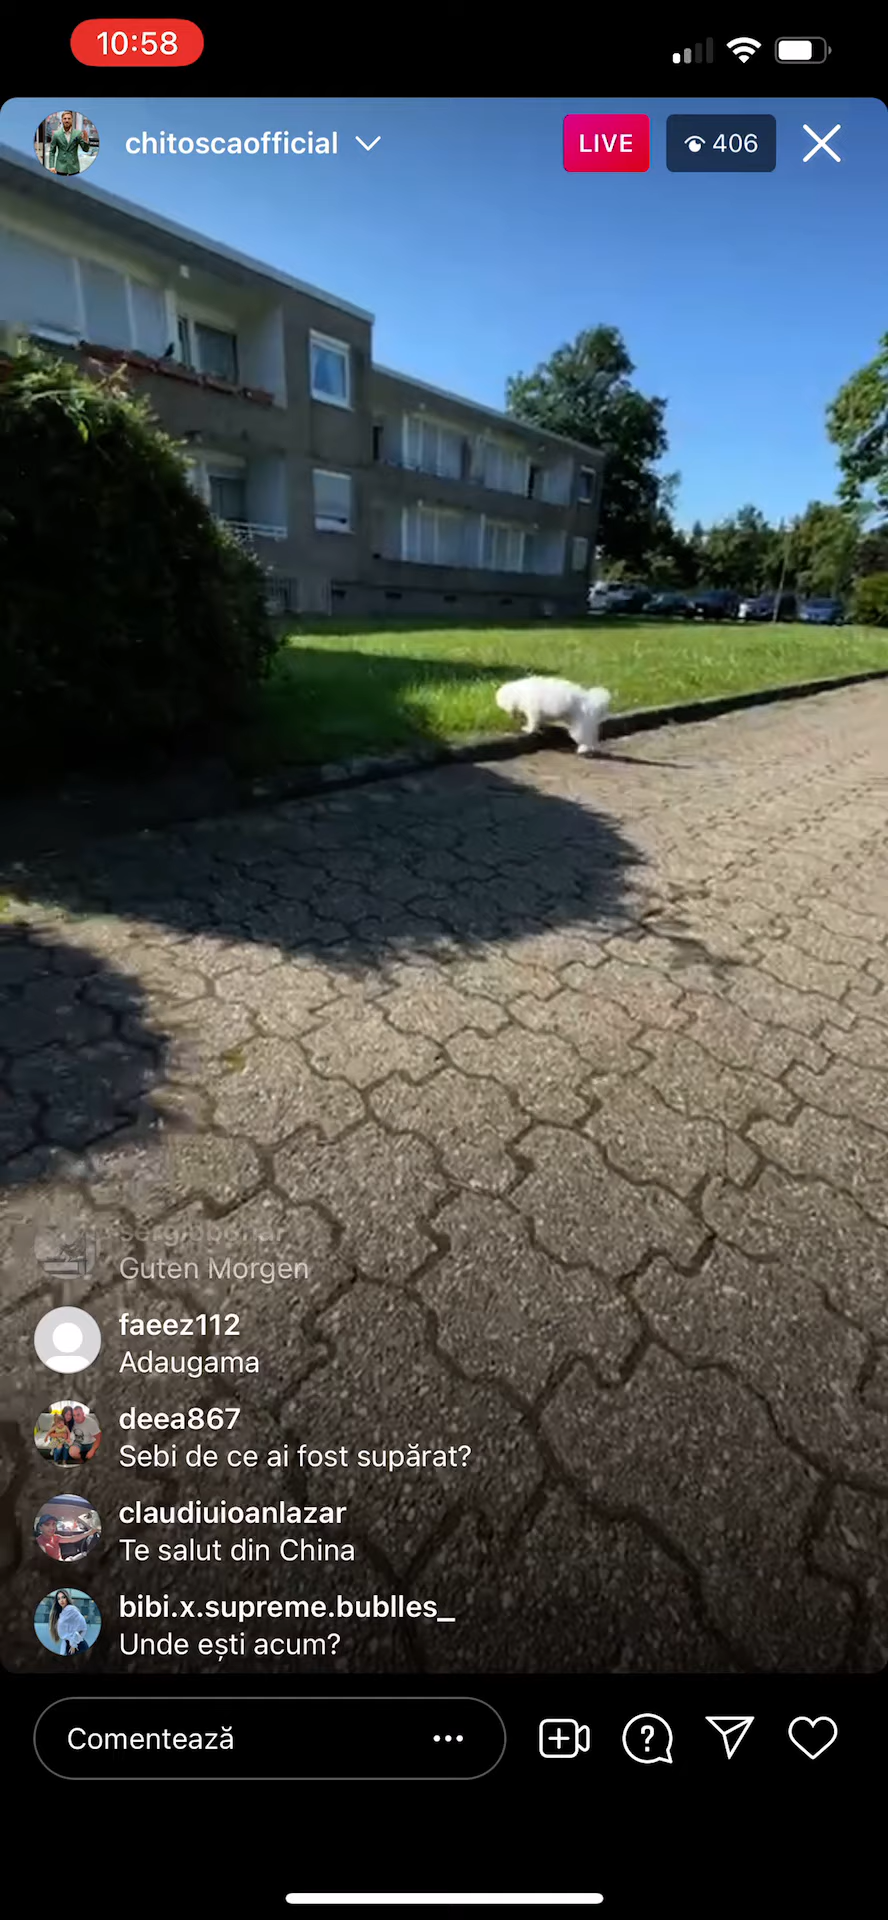 10:58
chitoscaofficial
LIVE
406
Guten Morgen
faeez112
Adaugama
deea867
Sebi de ce ai fost supărat?
claudiuioanlazar
Te salut din China
bibi.x.supreme.bublles_
Unde ești acum?
Comentează